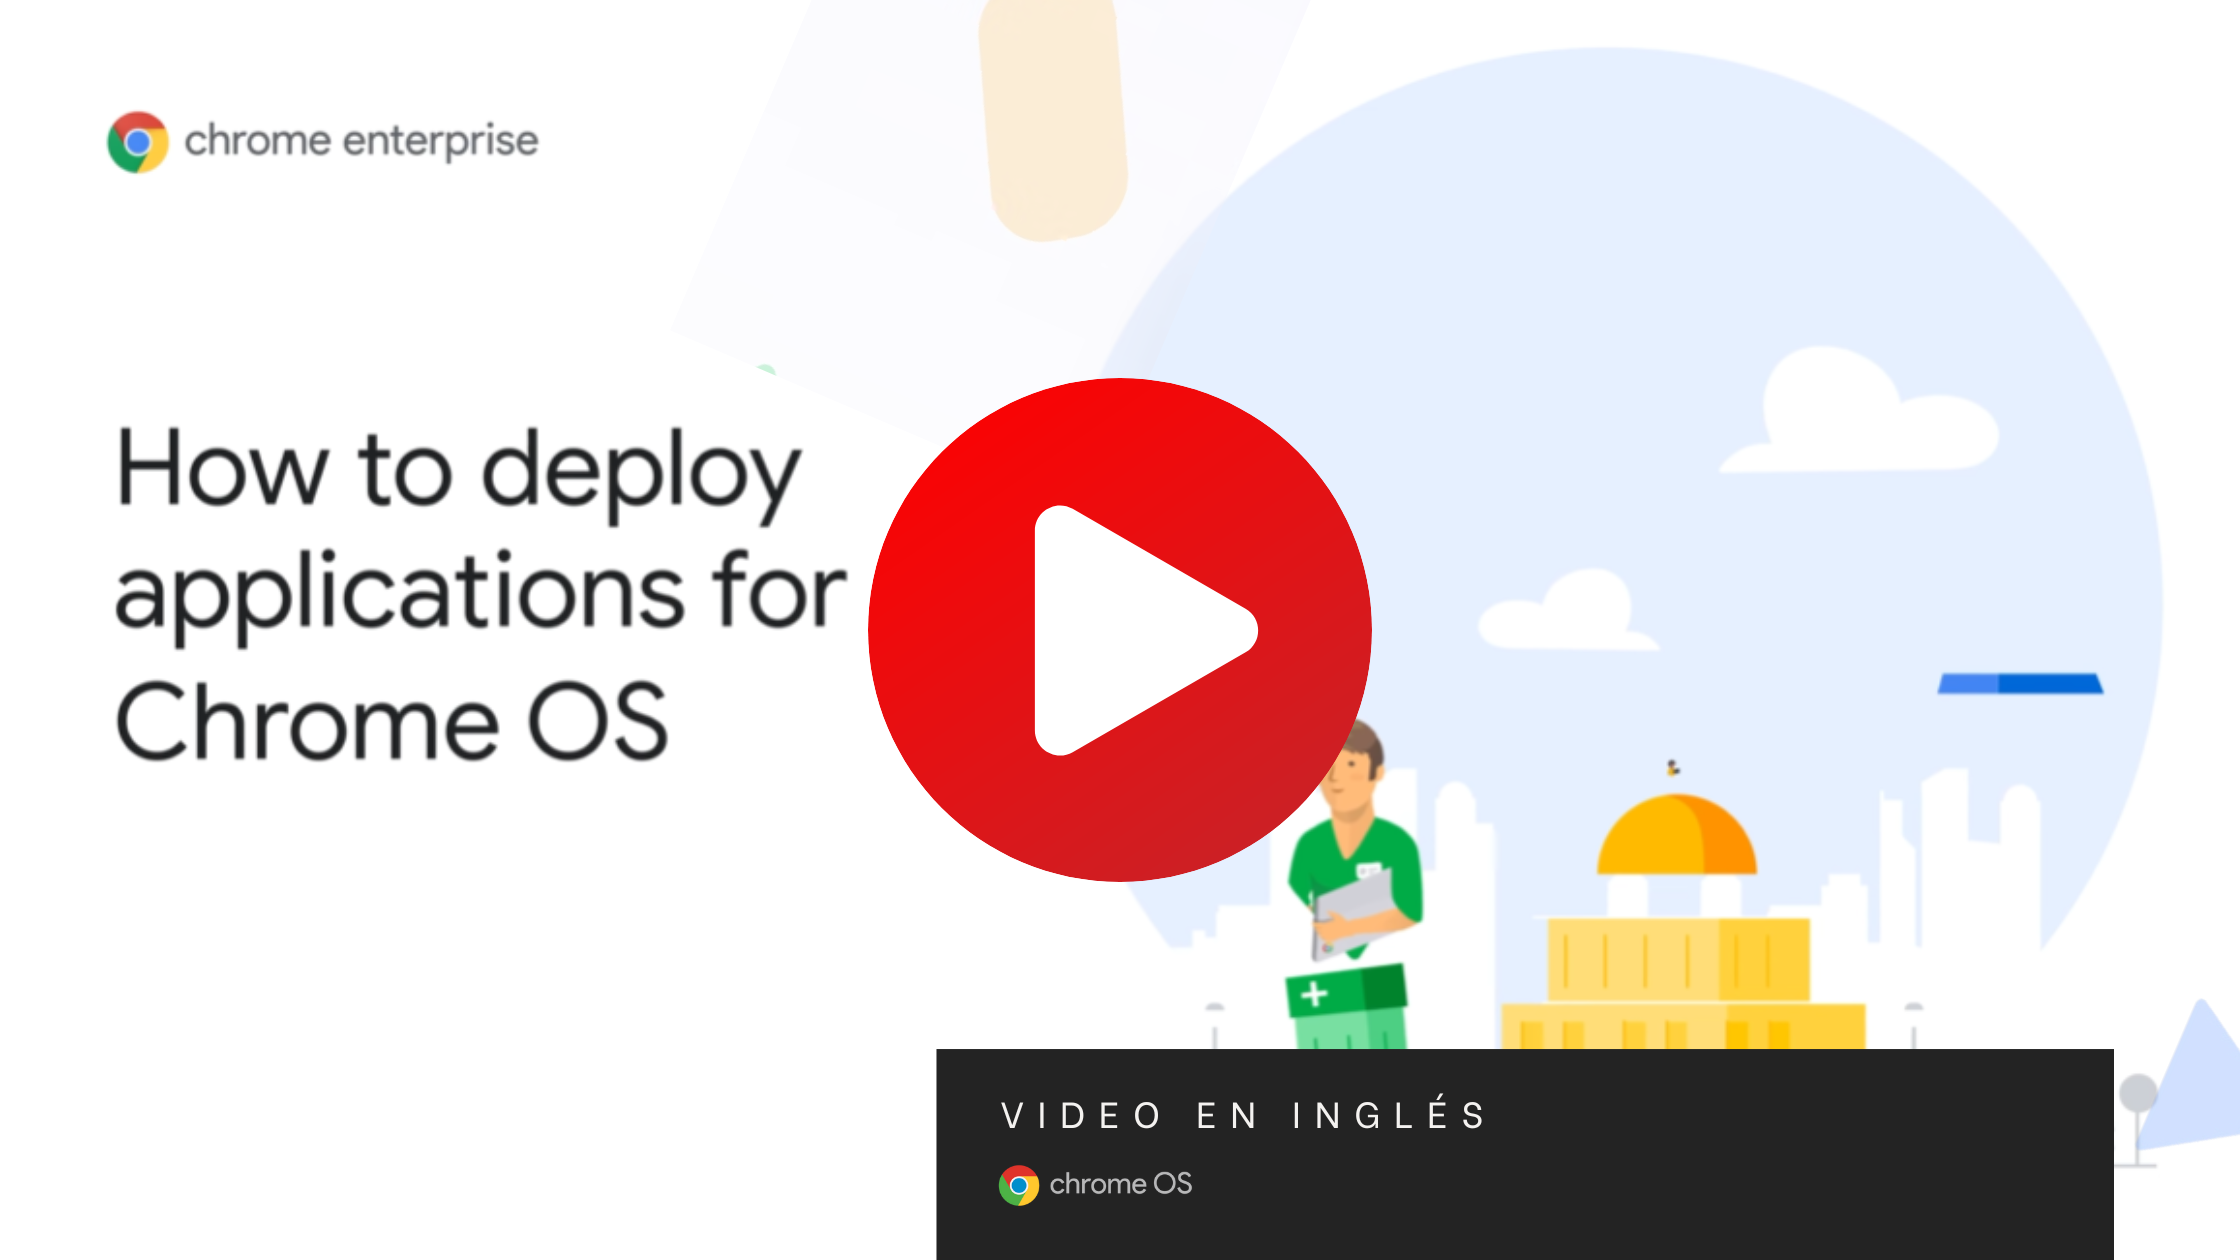 chrome enterprise
How to deploy
applications for
Chrome OS
VIDEO EN INGLÉS
chrome OS